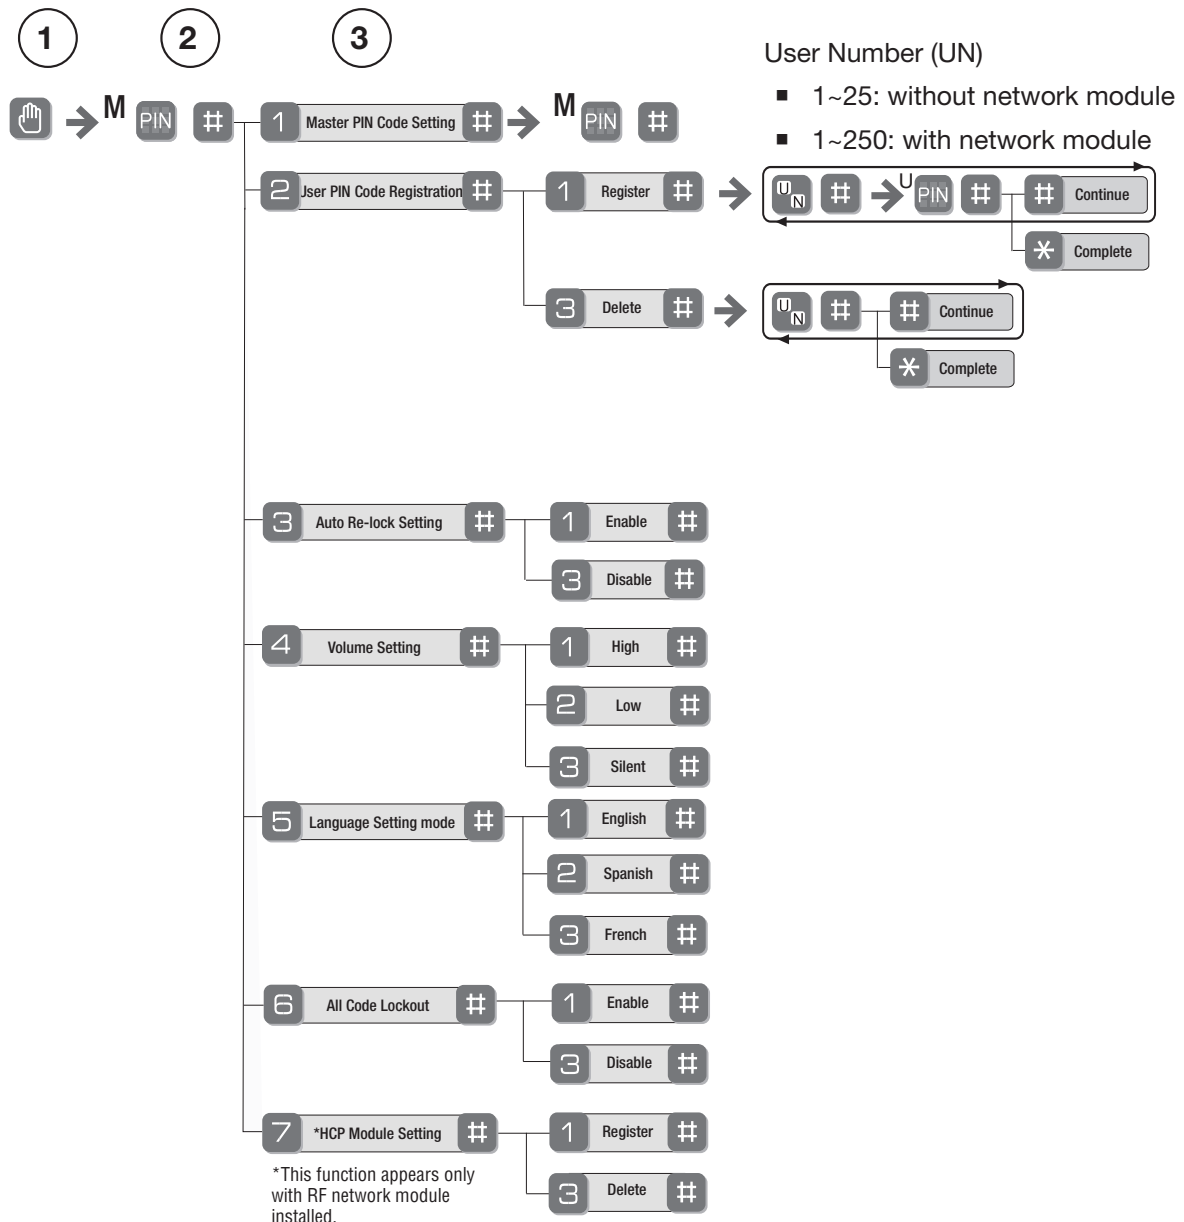 1 2 3
User Number (UN)
■ 1~25: without network module
■ 1~250: with network module
M PIN # 1 Master PIN Code Setting # M PIN #
2 User PIN Code Registration # 1 Register # UN # U PIN # # Continue
* Complete
3 Delete # UN # # Continue
* Complete
3 Auto Re-lock Setting # 1 Enable #
3 Disable #
4 Volume Setting # 1 High #
2 Low #
3 Silent #
5 Language Setting mode # 1 English #
2 Spanish #
3 French #
6 All Code Lockout # 1 Enable #
3 Disable #
7 *HCP Module Setting # 1 Register #
3 Delete #
*This function appears only
with RF network module
installed.